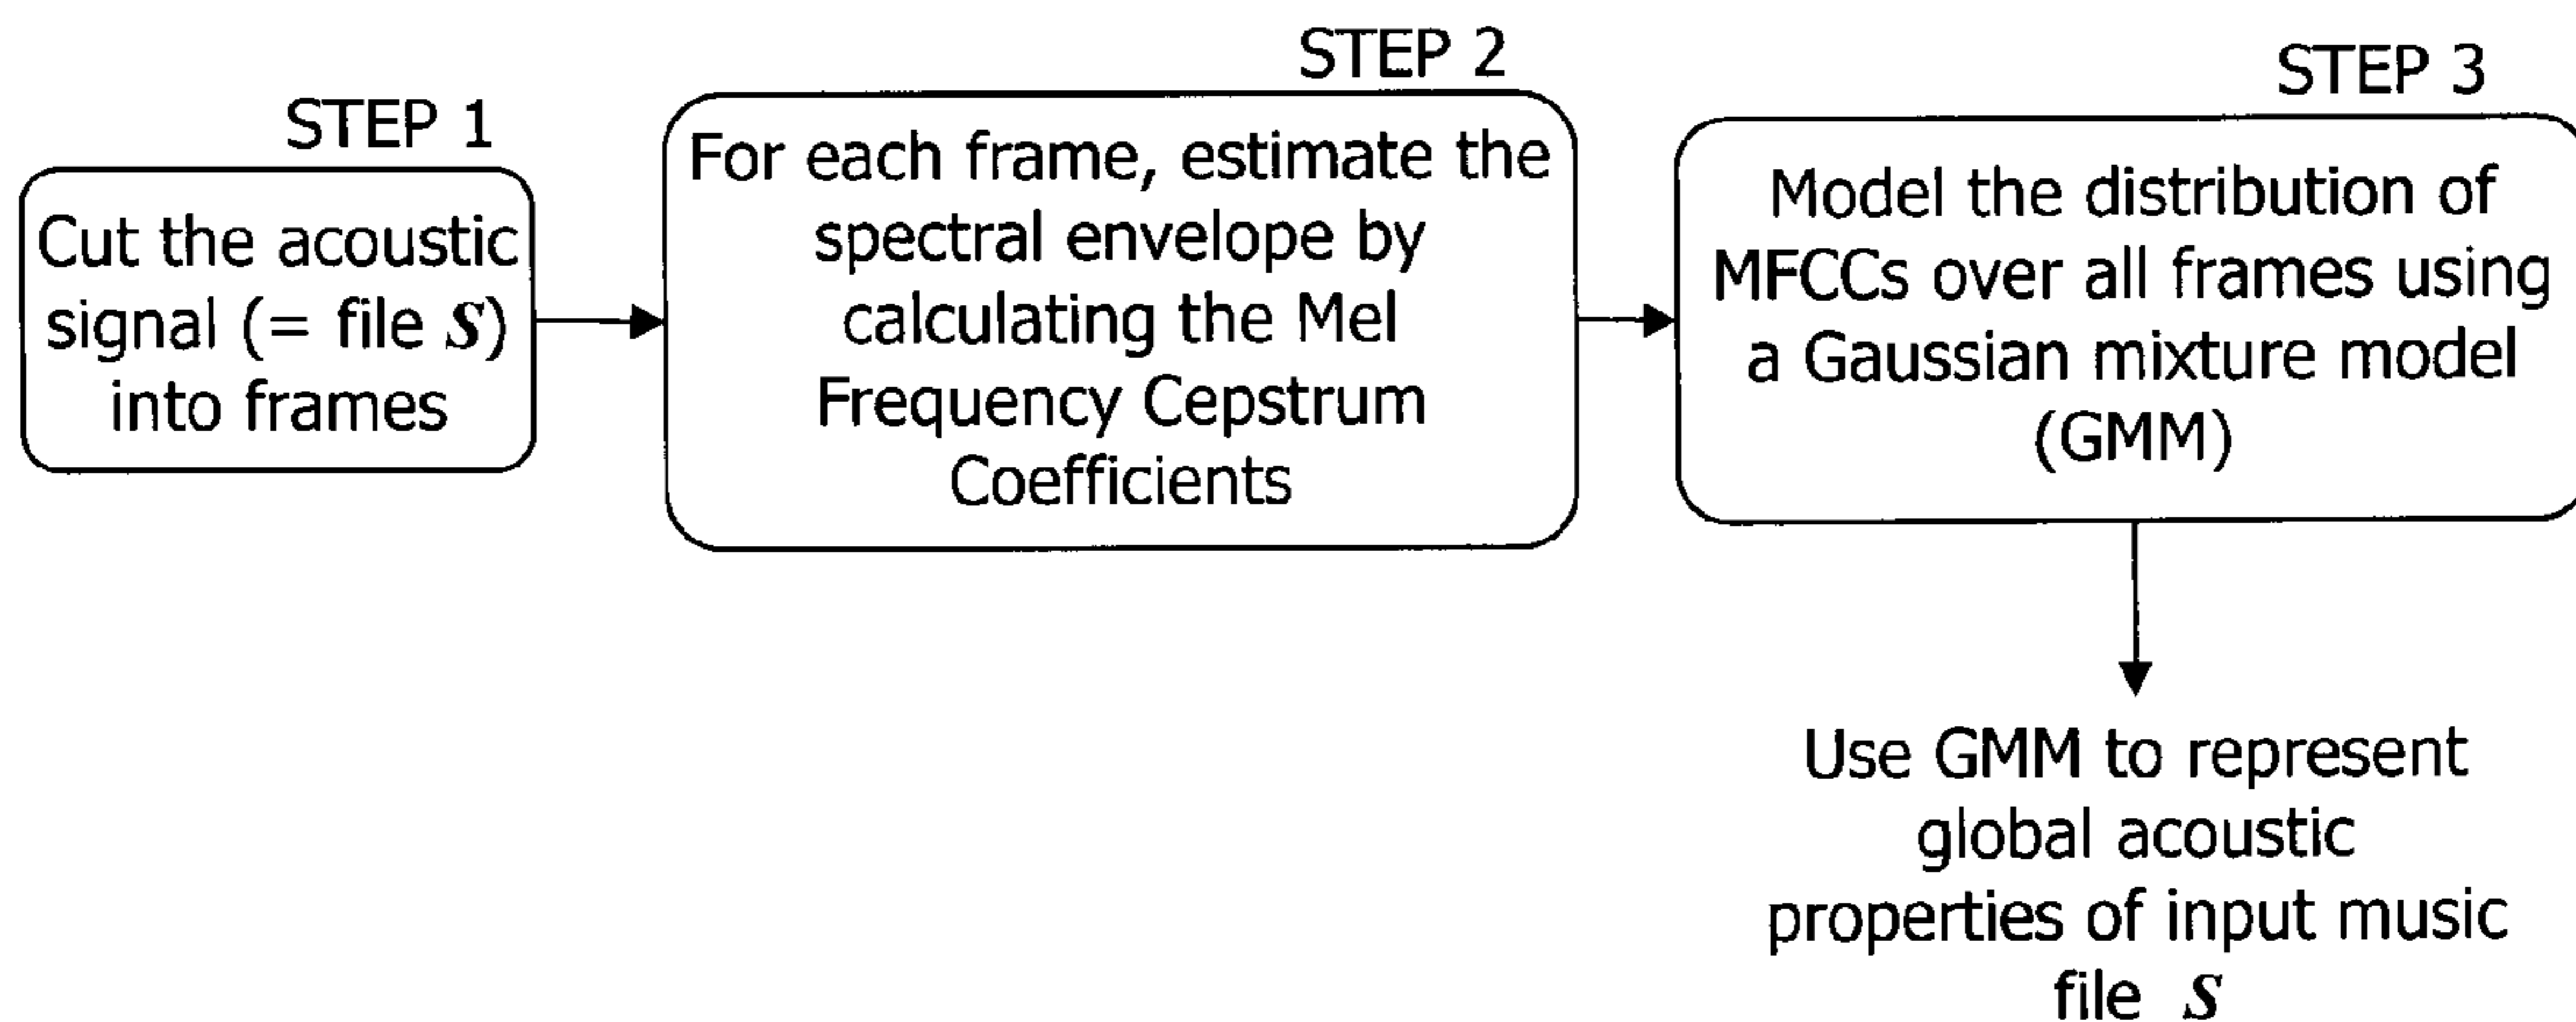 STEP 1
Cut the acoustic
signal (= file S)
into frames
STEP 2
For each frame, estimate the
spectral envelope by
calculating the Mel
Frequency Cepstrum
Coefficients
STEP 3
Model the distribution of
MFCCs over all frames using
a Gaussian mixture model
(GMM)
Use GMM to represent
global acoustic
properties of input music
file S